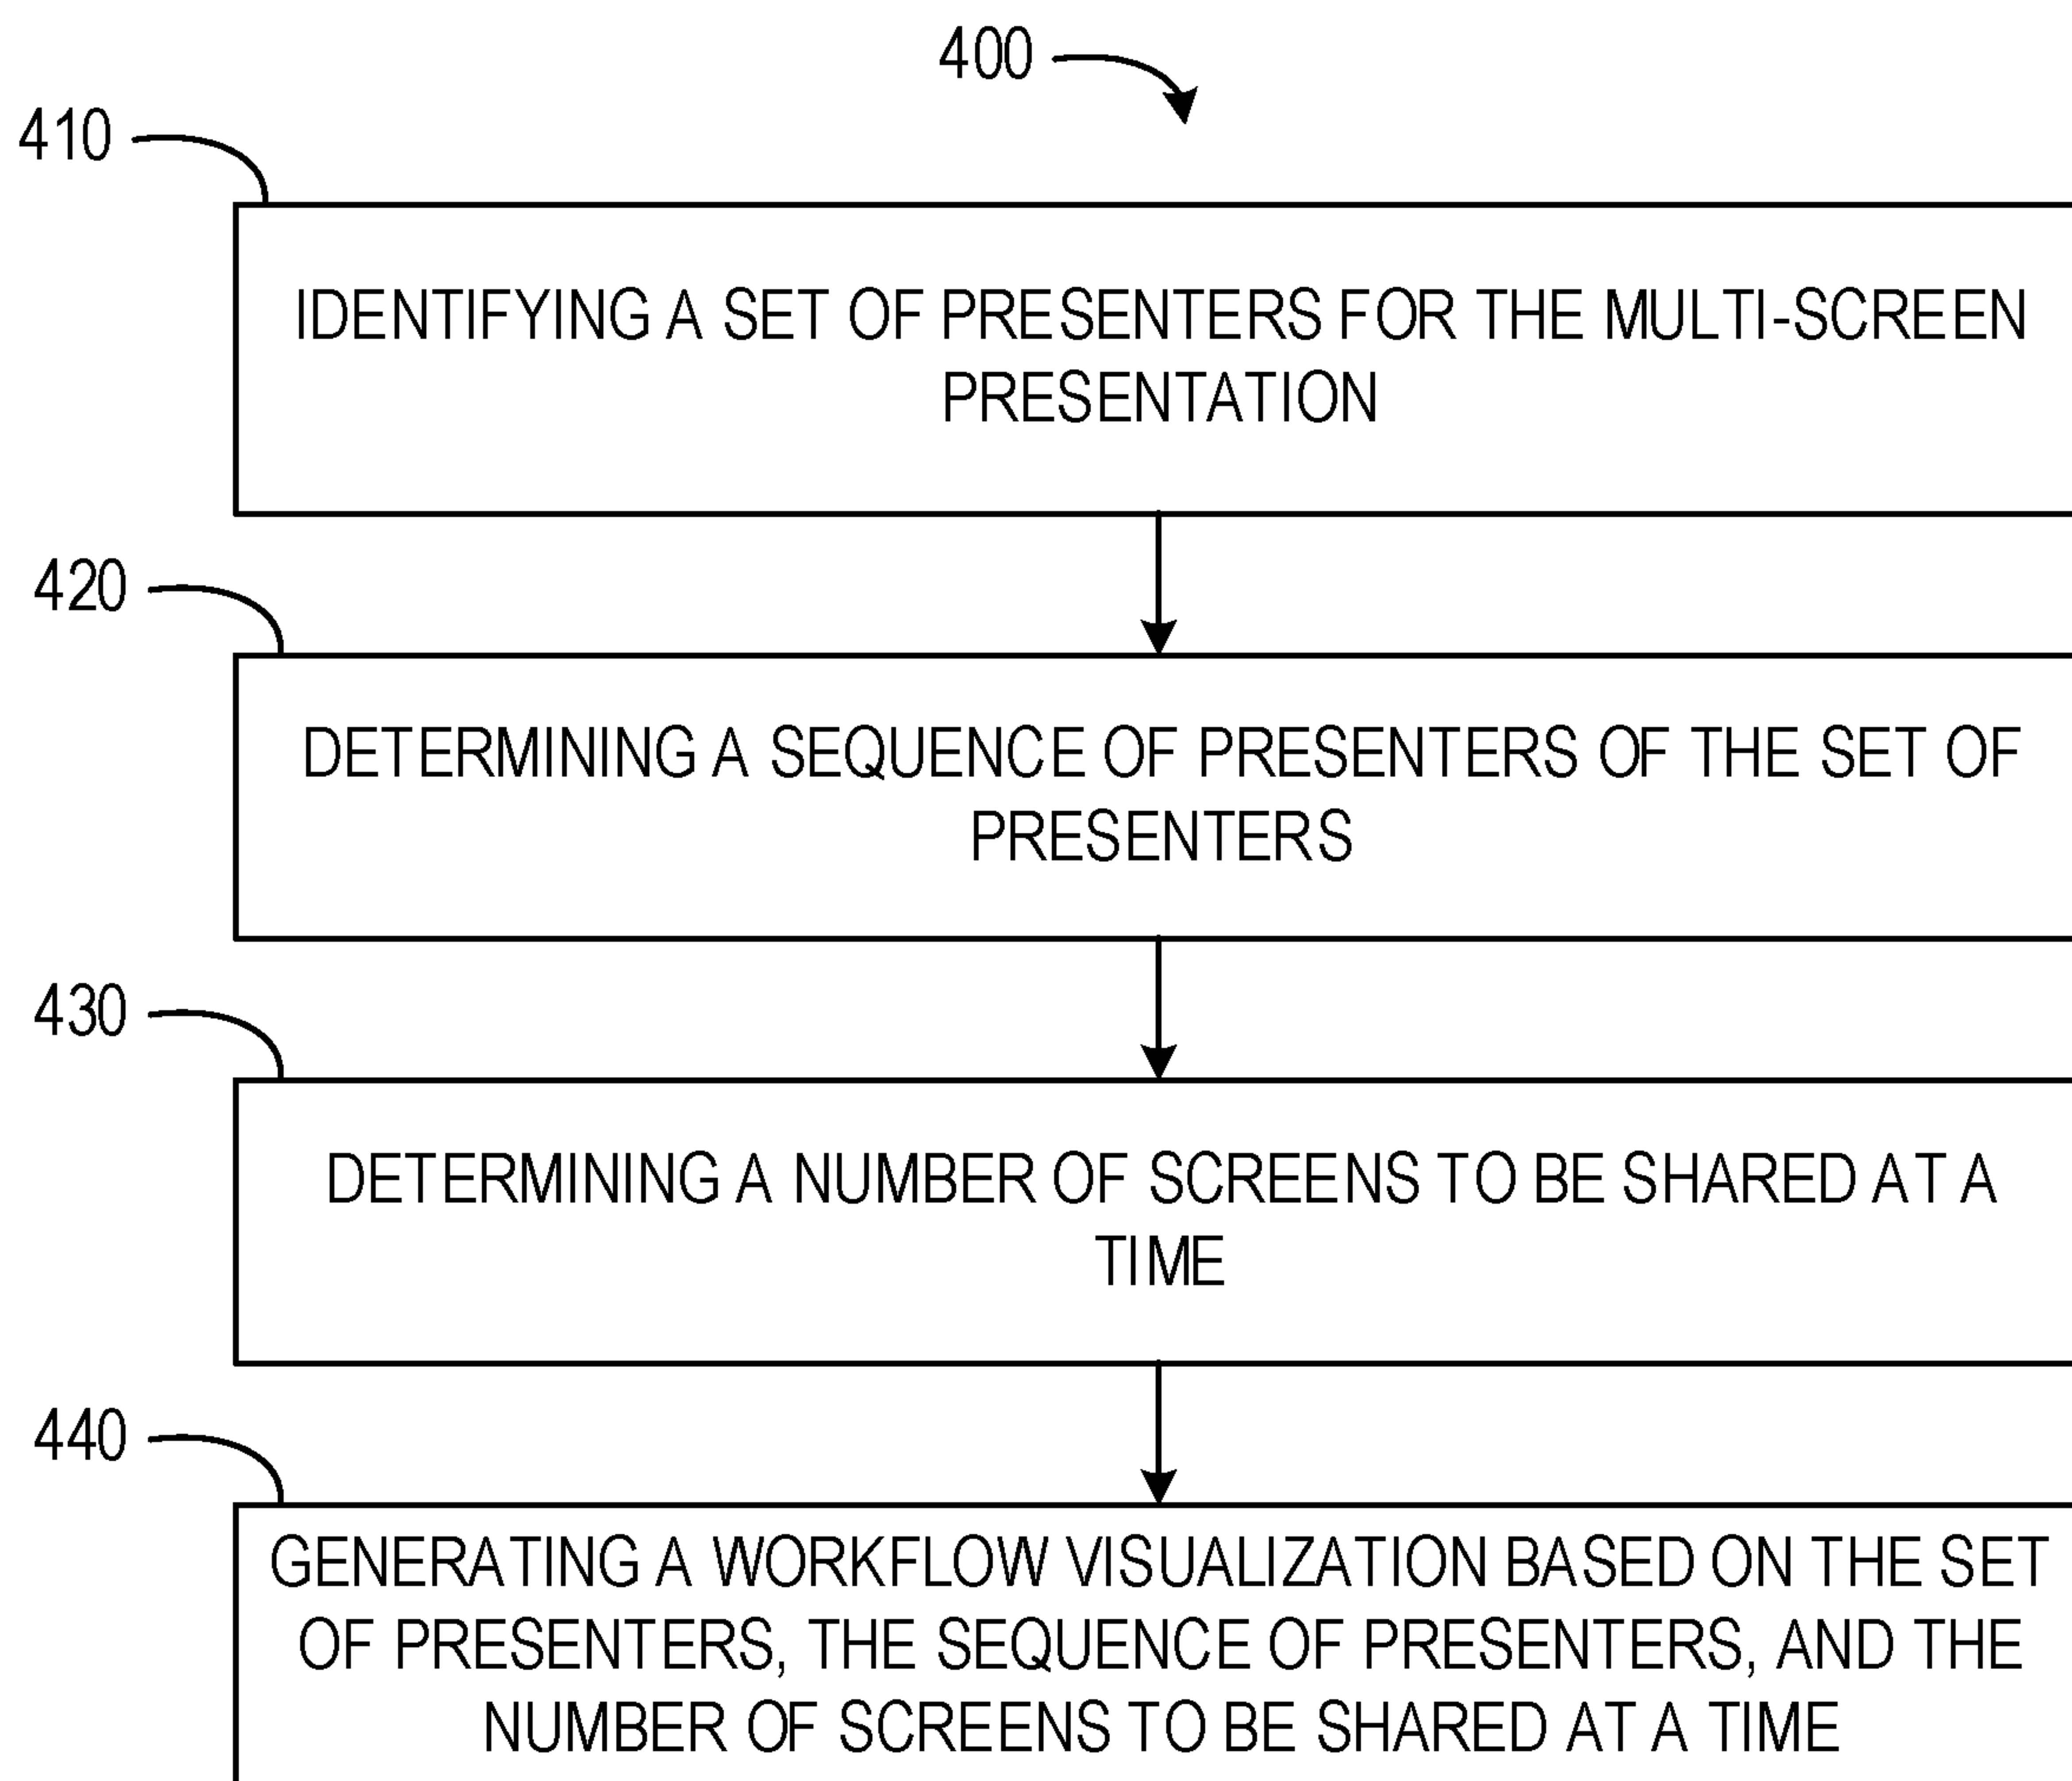 400
410
IDENTIFYING A SET OF PRESENTERS FOR THE MULTI-SCREEN
PRESENTATION
420
DETERMINING A SEQUENCE OF PRESENTERS OF THE SET OF
PRESENTERS
430
DETERMINING A NUMBER OF SCREENS TO BE SHARED AT A
TIME
440
GENERATING A WORKFLOW VISUALIZATION BASED ON THE SET
OF PRESENTERS, THE SEQUENCE OF PRESENTERS, AND THE
NUMBER OF SCREENS TO BE SHARED AT A TIME